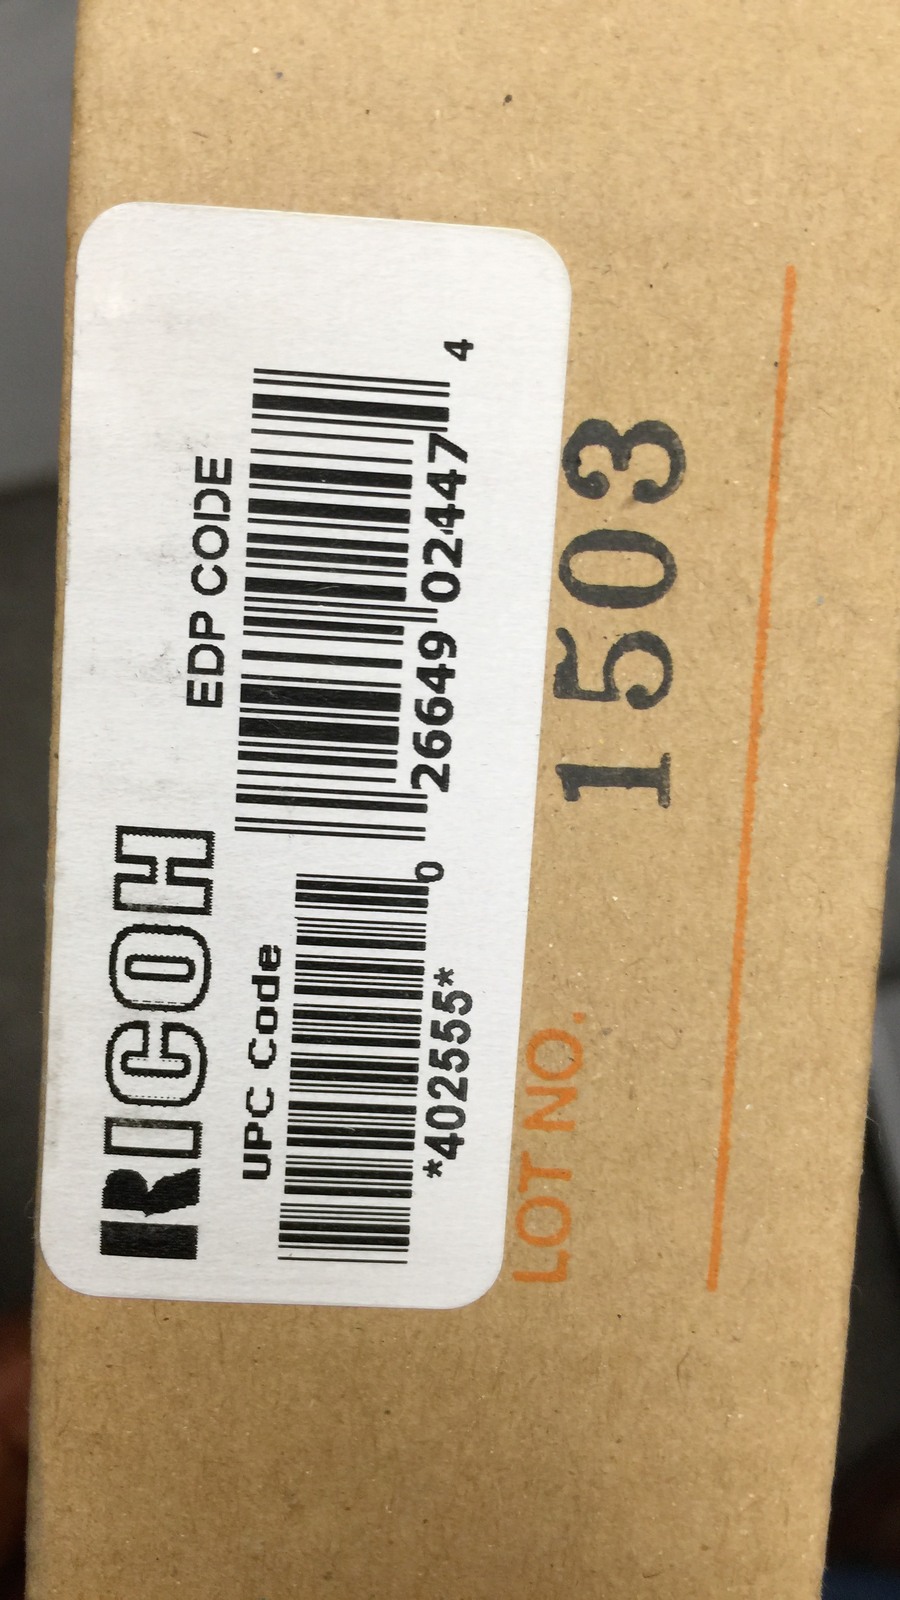 RICOH
EDP CODE
UPC Code
0 26649 02447 4
*402555*
LOT NO.
1503